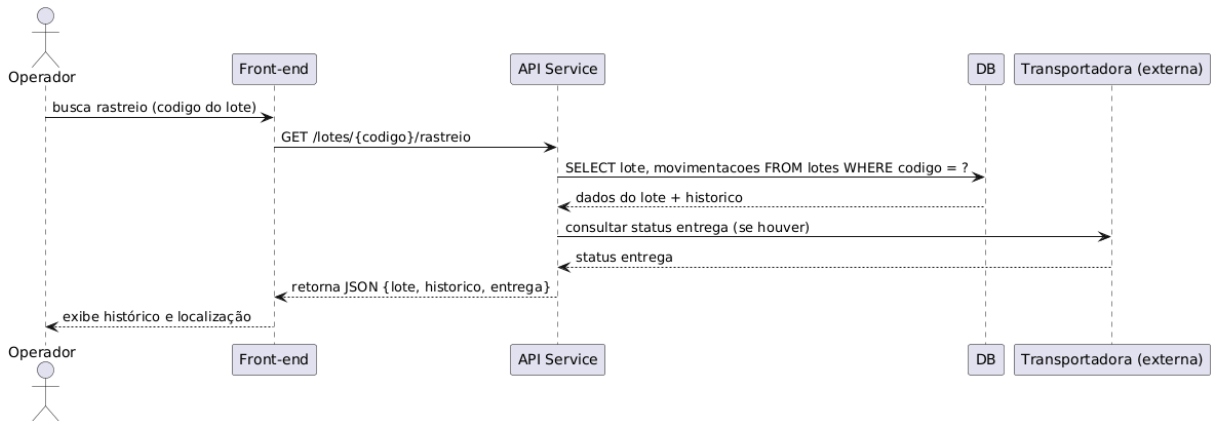 Operador
Front-end
API Service
DB
Transportadora (externa)
busca rastreio (codigo do lote)
GET /lotes/{codigo}/rastreio
SELECT lote, movimentacoes FROM lotes WHERE codigo = ?
dados do lote + historico
consultar status entrega (se houver)
status entrega
retorna JSON {lote, historico, entrega}
exibe histórico e localização
Operador
Front-end
API Service
DB
Transportadora (externa)